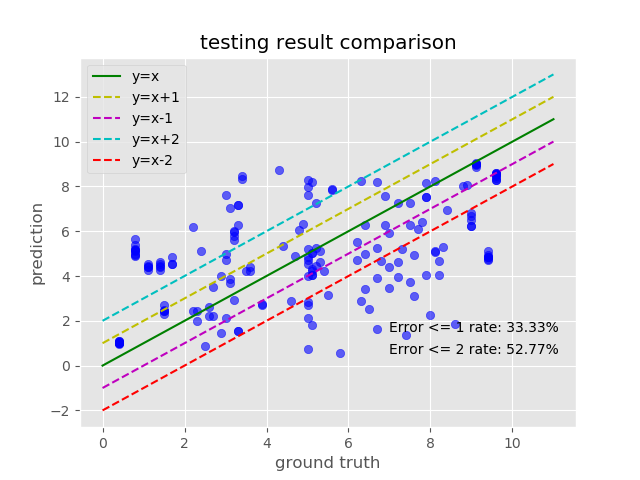 testing result comparison
y=x
y=x+1
y=x-1
y=x+2
y=x-2
12
10
8
6
4
2
0
−2
prediction
Error <= 1 rate: 33.33%
Error <= 2 rate: 52.77%
0
2
4
6
8
10
ground truth